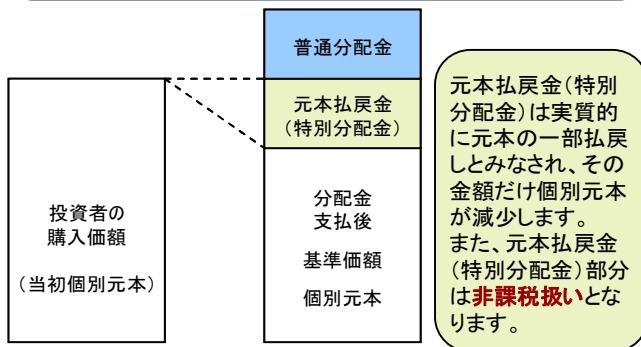 普通分配金
元本払戻金
(特別分配金)
投資者の
購入価額
(当初個別元本)
分配金
支払後
基準価額
個別元本
元本払戻金(特別
分配金)は実質的
に元本の一部払戻
しとみなされ、その
金額だけ個別元本
が減少します。
また、元本払戻金
(特別分配金)部分
は非課税扱いとな
ります。